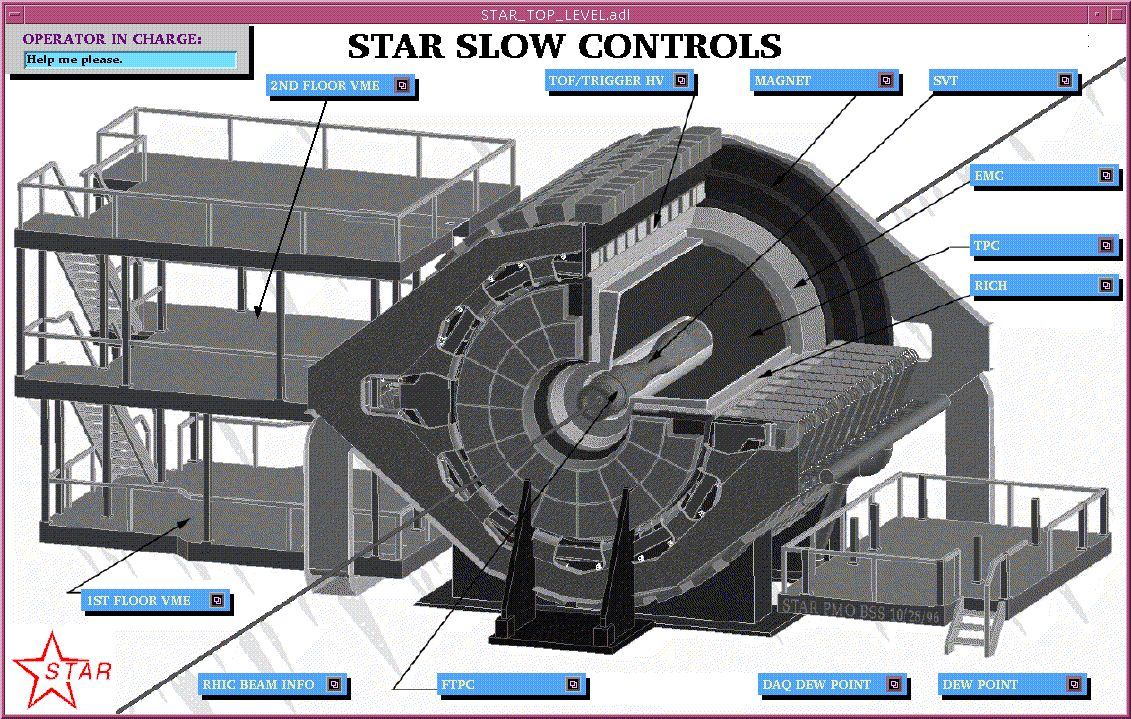 STAR_TOP_LEVEL.adl
OPERATOR IN CHARGE:
Help me please.
STAR SLOW CONTROLS
2ND FLOOR VME
TOF/TRIGGER HV
MAGNET
SVT
EMC
TPC
RICH
1ST FLOOR VME
STAR PMO BSS 10/25/96
STAR
RHIC BEAM INFO
FTPC
DAQ DEW POINT
DEW POINT